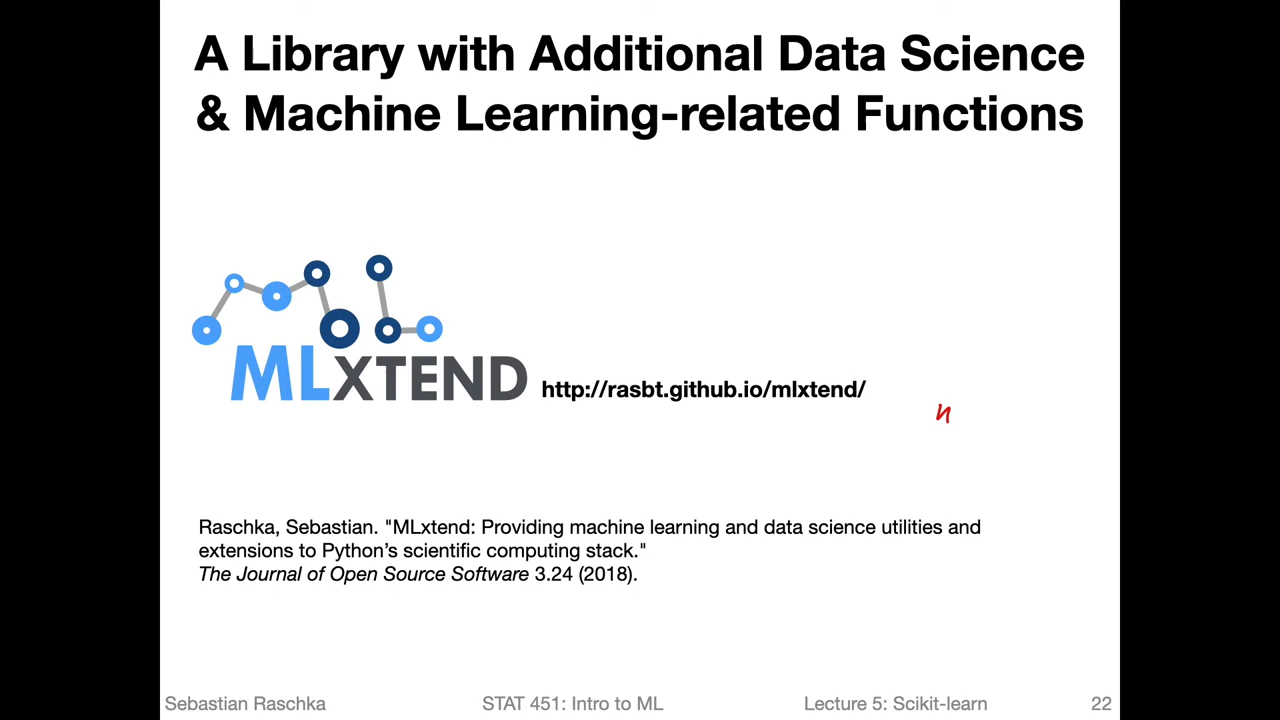 A Library with Additional Data Science
& Machine Learning-related Functions
MLXTEND http://rasbt.github.io/mlxtend/
Raschka, Sebastian. "MLxtend: Providing machine learning and data science utilities and
extensions to Python’s scientific computing stack."
The Journal of Open Source Software 3.24 (2018).
Sebastian Raschka STAT 451: Intro to ML Lecture 5: Scikit-learn 22